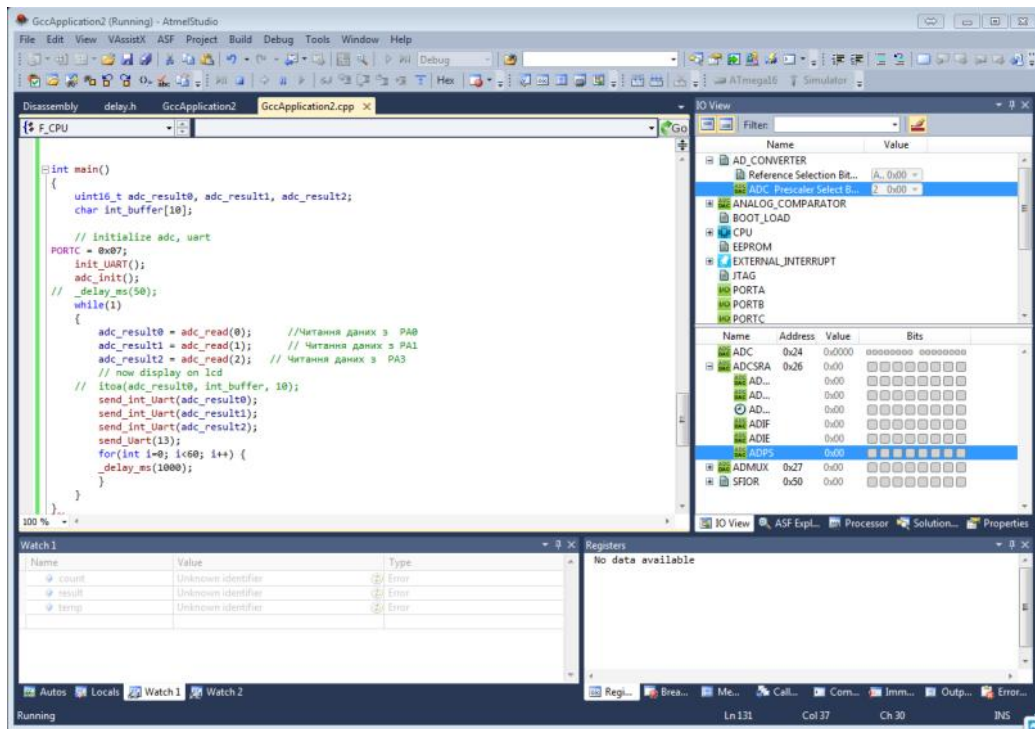 GccApplication2 (Running) - AtmelStudio
File Edit View VAssistX ASF Project Build Debug Tools Window Help
Debug
Hex ATmega16 Simulator
Disassembly delay.h GccApplication2 GccApplication2.cpp
F_CPU Go
int main()
{
uint16_t adc_result0, adc_result1, adc_result2;
char int_buffer[10];
// initialize adc, uart
PORTC = 0x07;
init_UART();
adc_init();
// _delay_ms(50);
while(1)
{
adc_result0 = adc_read(0); //Читання даних з PA0
adc_result1 = adc_read(1); // Читання даних з PA1
adc_result2 = adc_read(2); // Читання даних з PA3
// now display on lcd
// itoa(adc_result0, int_buffer, 10);
send_int_Uart(adc_result0);
send_int_Uart(adc_result1);
send_int_Uart(adc_result2);
send_Uart(13);
for(int i=0; i<60; i++) {
_delay_ms(1000);
}
}
}
100 %
IO View
Filter:
Name Value
AD_CONVERTER
Reference Selection Bit... A.. 0x00
ADC Prescaler Select B... 2 0x00
ANALOG_COMPARATOR
BOOT_LOAD
CPU
EEPROM
EXTERNAL_INTERRUPT
JTAG
PORTA
PORTB
PORTC
Name Address Value Bits
ADC 0x24 0x0000
ADCSRA 0x26 0x00
AD... 0x00
AD... 0x00
AD... 0x00
ADIF 0x00
ADIE 0x00
ADPS 0x00
ADMUX 0x27 0x00
SFIOR 0x50 0x00
IO View ASF Expl... Processor Solution... Properties
Watch 1
Name Value Type
count Unknown identifier Error
result Unknown identifier Error
temp Unknown identifier Error
Autos Locals Watch 1 Watch 2
Registers
No data available
Regi... Brea... Me... Call... Com... Imm... Outp... Error...
Running Ln 131 Col 37 Ch 30 INS